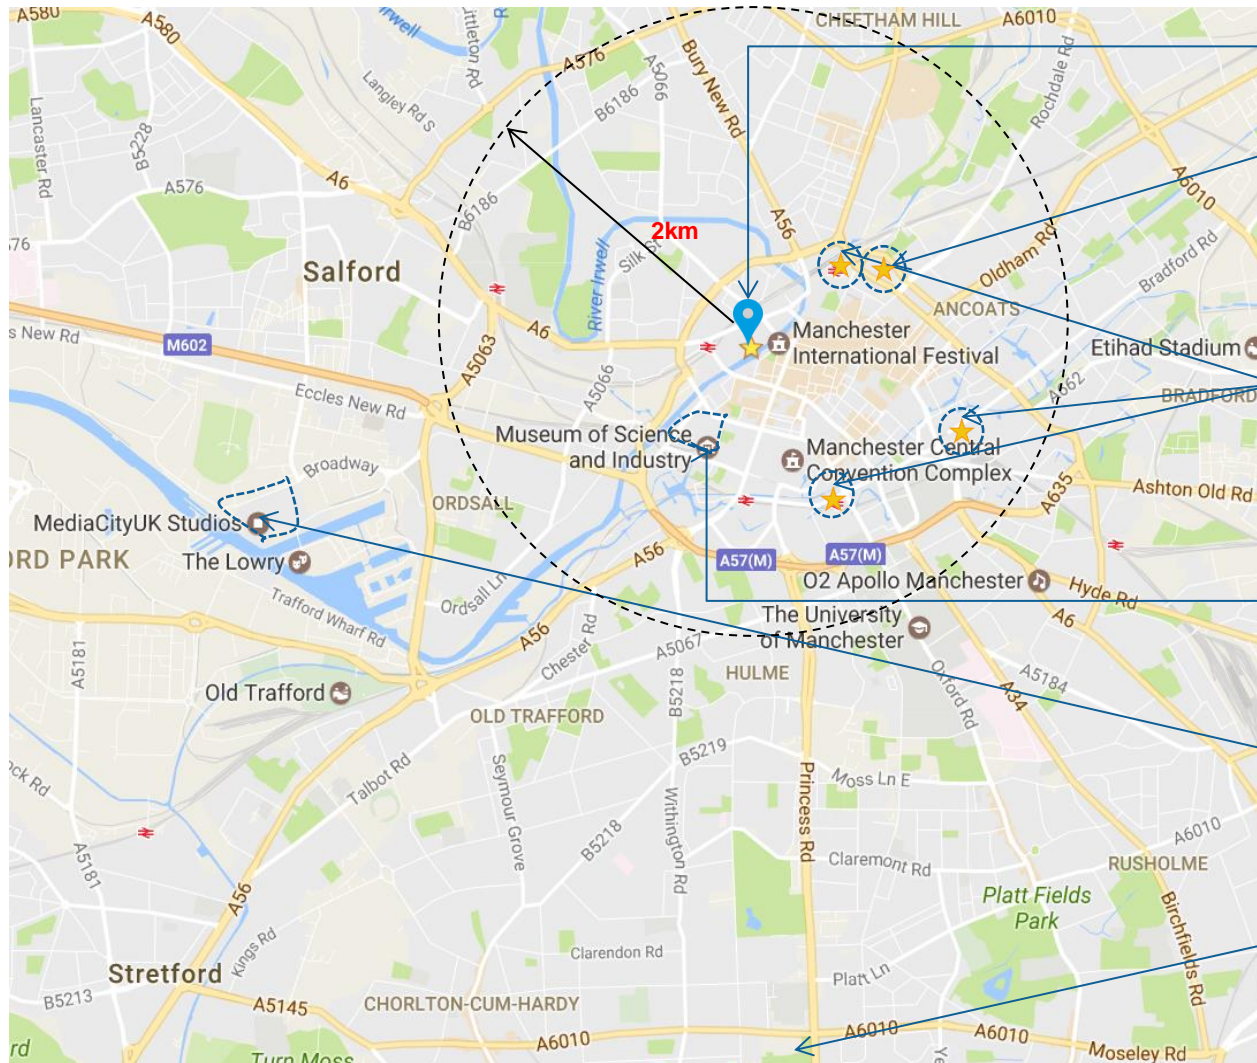 A580
A580
Littleton Rd
Irwell
CHEETHAM HILL
A6010
A576
Langley Rd S
A5066
B6186
Bury New Rd
Rochdale Rd
Lancaster Rd
B5228
A576
A6
B6186
A56
A6010
2km
Silk St
River Irwell
Oldham Rd
Bradford Rd
Salford
ANCOATS
s New Rd
M602
A6
A5063
Manchester
International Festival
Etihad Stadium
A662
BRADFORD
Eccles New Rd
A5066
Museum of Science
and Industry
Manchester Central
Convention Complex
Broadway
ORDSALL
A635
Ashton Old Rd
MediaCityUK Studios
ORD PARK
The Lowry
A56
A57(M)
A57(M)
O2 Apollo Manchester
Hyde Rd
Ordsall Ln
Trafford Wharf Rd
The University
of Manchester
A6
A56
Chester Rd
A5067
A5181
HULME
B5218
Oxford Rd
A34
A5184
Old Trafford
OLD TRAFFORD
B5219
ock Rd
Talbot Rd
Seymour Grove
Withington Rd
Princess Rd
Moss Ln E
A6010
B5218
A5181
Claremont Rd
RUSHOLME
A56
Platt Fields
Park
Birchfields Rd
Kings Rd
Clarendon Rd
Platt Ln
Stretford
B5213
A5145
CHORLTON-CUM-HARDY
A6010
A6010
A6010
Moseley Rd
rd
Turn Moss